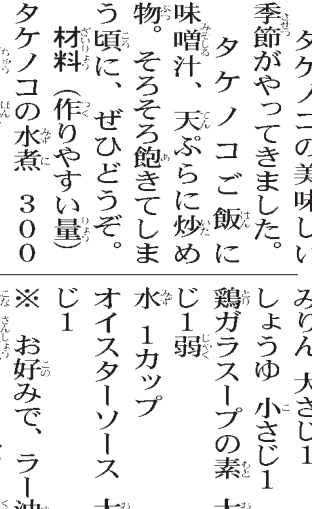 タケノコの美味しい
季節がやってきました。
タケノコご飯に
味噌汁、天ぷらに炒め
物。そろそろ飽きてしま
う頃に、ぜひどうぞ。
材料（作りやすい量）
タケノコの水煮 300
みりん 大さじ1
しょうゆ 小さじ1
鶏ガラスープの素 大
じ1弱
水 1カップ
オイスターソース 大
じ1
※ お好みで、ラー油